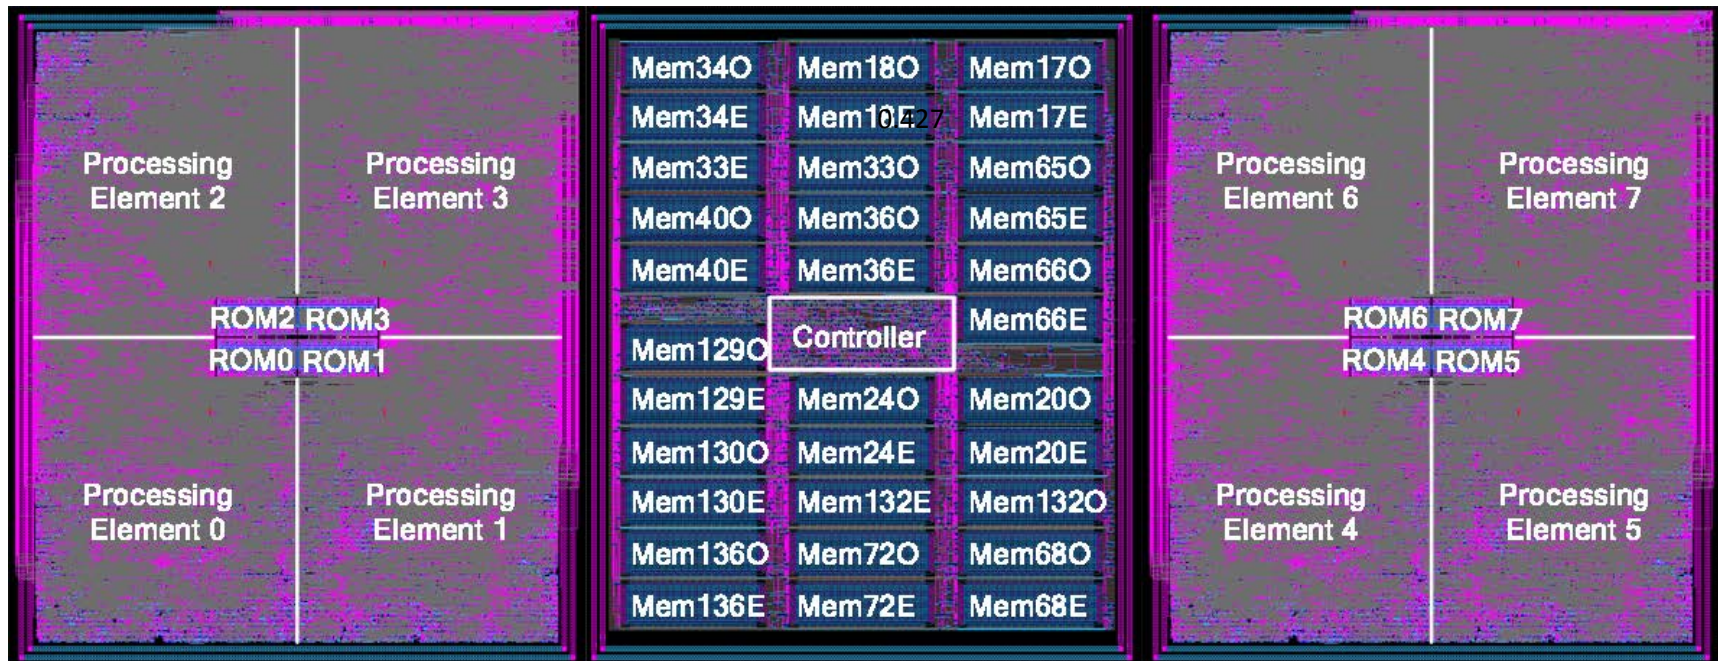 Processing
Element 2
Processing
Element 3
ROM2 ROM3
ROM0 ROM1
Processing
Element 0
Processing
Element 1
Mem34O Mem18O Mem17O
Mem34E Mem17E
0.427
Mem33E Mem33O Mem65O
Mem40O Mem36O Mem65E
Mem40E Mem36E Mem66O
Mem66E
Controller
Mem129O
Mem129E Mem24O Mem20O
Mem130O Mem24E Mem20E
Mem130E Mem132E Mem132O
Mem136O Mem72O Mem68O
Mem136E Mem72E Mem68E
Processing
Element 6
Processing
Element 7
ROM6 ROM7
ROM4 ROM5
Processing
Element 4
Processing
Element 5